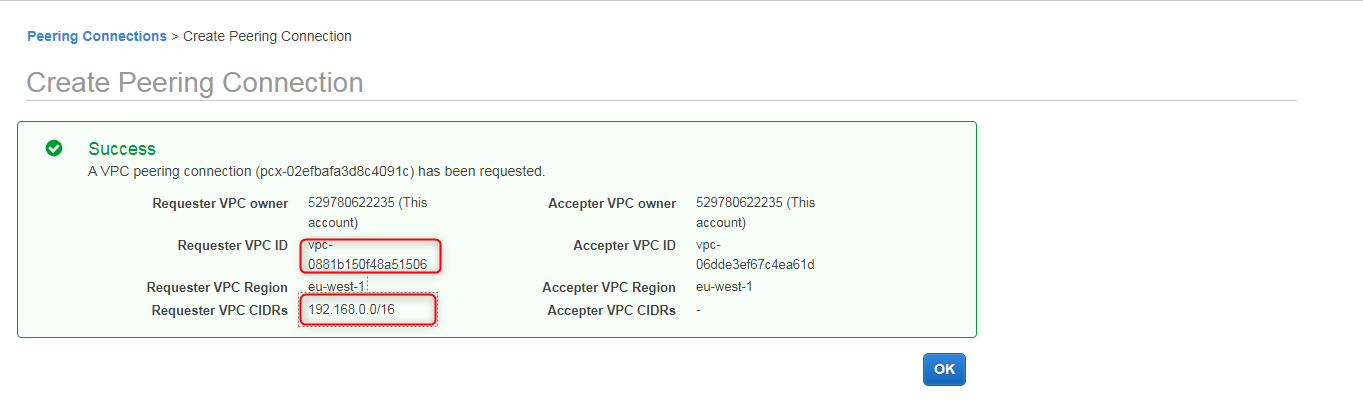 Peering Connections > Create Peering Connection
Create Peering Connection
Success
A VPC peering connection (pcx-02efbafa3d8c4091c) has been requested.
Requester VPC owner 529780622235 (This account) Accepter VPC owner 529780622235 (This account)
Requester VPC ID vpc-0881b150f48a51506 Accepter VPC ID vpc-06dde3ef67c4ea61d
Requester VPC Region eu-west-1 Accepter VPC Region eu-west-1
Requester VPC CIDRs 192.168.0.0/16 Accepter VPC CIDRs -
OK